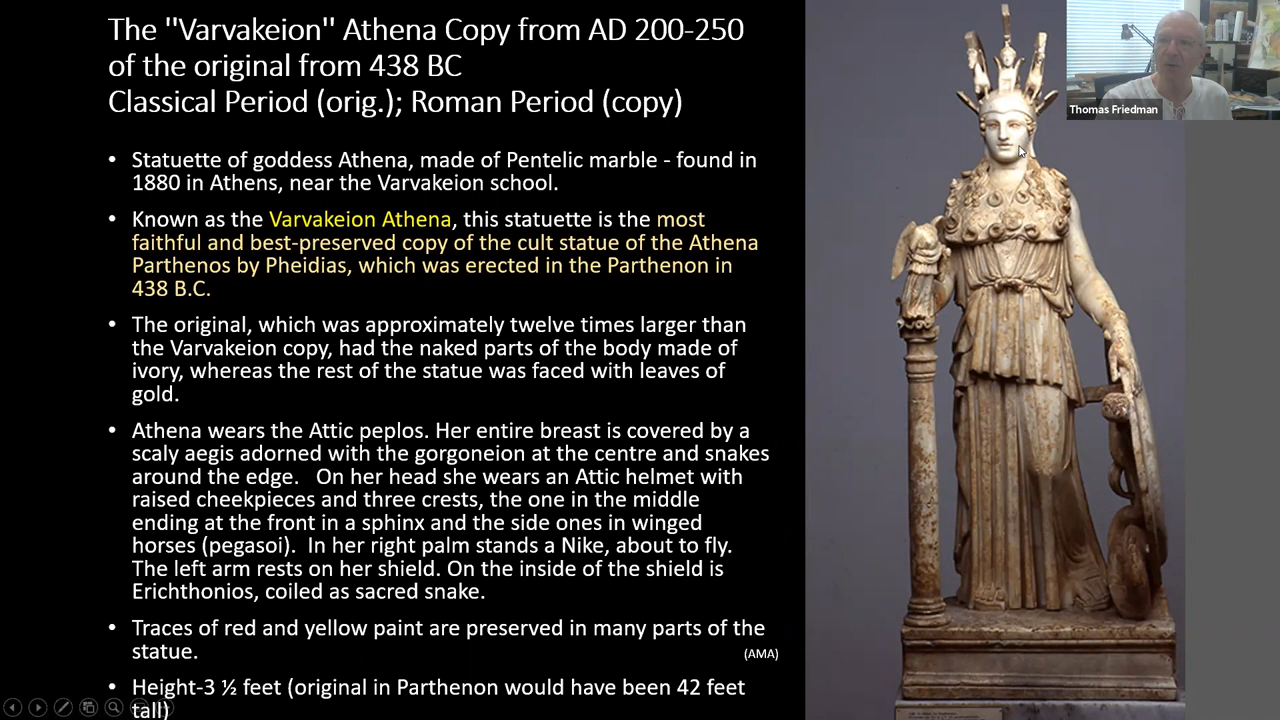 The "Varvakeion" Athena Copy from AD 200-250
of the original from 438 BC
Classical Period (orig.); Roman Period (copy)
Thomas Friedman
• Statuette of goddess Athena, made of Pentelic marble - found in
1880 in Athens, near the Varvakeion school.
• Known as the Varvakeion Athena, this statuette is the most
faithful and best-preserved copy of the cult statue of the Athena
Parthenos by Pheidias, which was erected in the Parthenon in
438 B.C.
• The original, which was approximately twelve times larger than
the Varvakeion copy, had the naked parts of the body made of
ivory, whereas the rest of the statue was faced with leaves of
gold.
• Athena wears the Attic peplos. Her entire breast is covered by a
scaly aegis adorned with the gorgoneion at the centre and snakes
around the edge.   On her head she wears an Attic helmet with
raised cheekpieces and three crests, the one in the middle
ending at the front in a sphinx and the side ones in winged
horses (pegasoi).  In her right palm stands a Nike, about to fly.
The left arm rests on her shield. On the inside of the shield is
Erichthonios, coiled as sacred snake.
• Traces of red and yellow paint are preserved in many parts of the
statue.
(AMA)
• Height-3 ½ feet (original in Parthenon would have been 42 feet
tall)